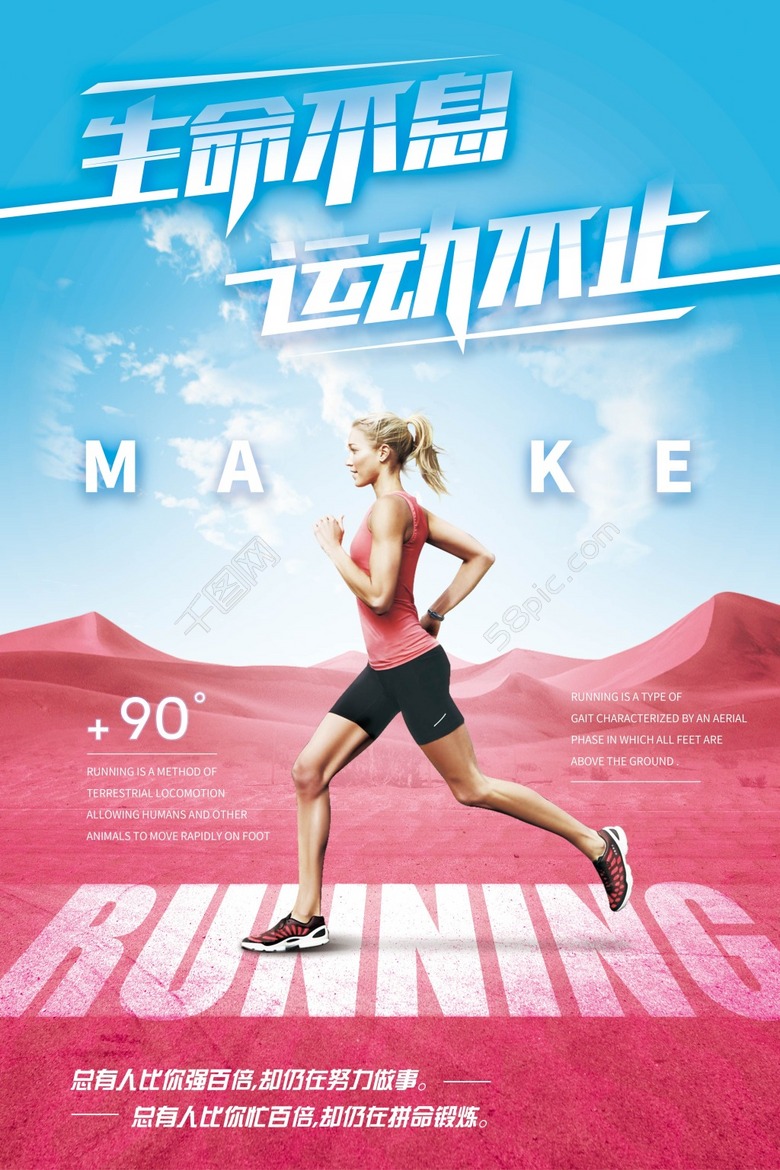 生命不息
运动不止
MAKE
千图网
58pic.com
+90°
RUNNING IS A METHOD OF
TERRESTRIAL LOCOMOTION
ALLOWING HUMANS AND OTHER
ANIMALS TO MOVE RAPIDLY ON FOOT
RUNNING IS A TYPE OF
GAIT CHARACTERIZED BY AN AERIAL
PHASE IN WHICH ALL FEET ARE
ABOVE THE GROUND .
RUNNING
总有人比你强百倍,却仍在努力做事。
总有人比你忙百倍,却仍在拼命锻炼。